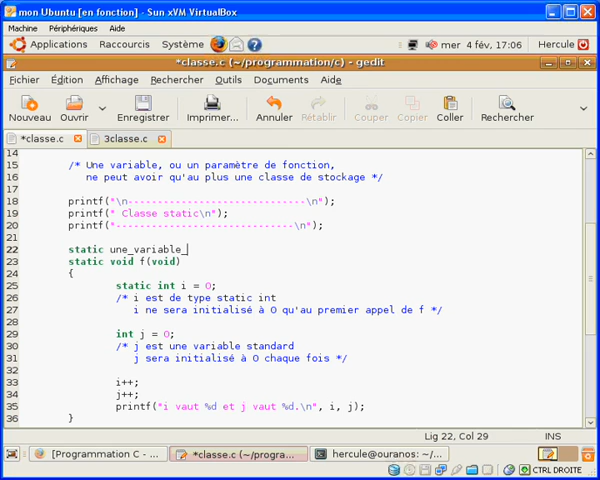 mon Ubuntu [en fonction] - Sun xVM VirtualBox
Machine Périphériques Aide
Applications Raccourcis Système mer 4 fév, 17:06 Hercule
*classe.c (~/programmation/c) - gedit
Fichier Édition Affichage Rechercher Outils Documents Aide
Nouveau Ouvrir Enregistrer Imprimer... Annuler Rétablir Couper Copier Coller Rechercher
*classe.c 3classe.c
14
15 /* Une variable, ou un paramètre de fonction,
16 ne peut avoir qu'au plus une classe de stockage */
17
18 printf("\n------------------------------\n");
19 printf(" Classe static\n");
20 printf("------------------------------\n");
21
22 static une_variable_
23 static void f(void)
24 {
25 static int i = 0;
26 /* i est de type static int
27 i ne sera initialisé à 0 qu'au premier appel de f */
28
29 int j = 0;
30 /* j est une variable standard
31 j sera initialisé à 0 chaque fois */
32
33 i++;
34 j++;
35 printf("i vaut %d et j vaut %d.\n", i, j);
36 }
Lig 22, Col 29 INS
[Programmation C - ... *classe.c (~/progra... hercule@ouranos: ~/...
CTRL DROITE